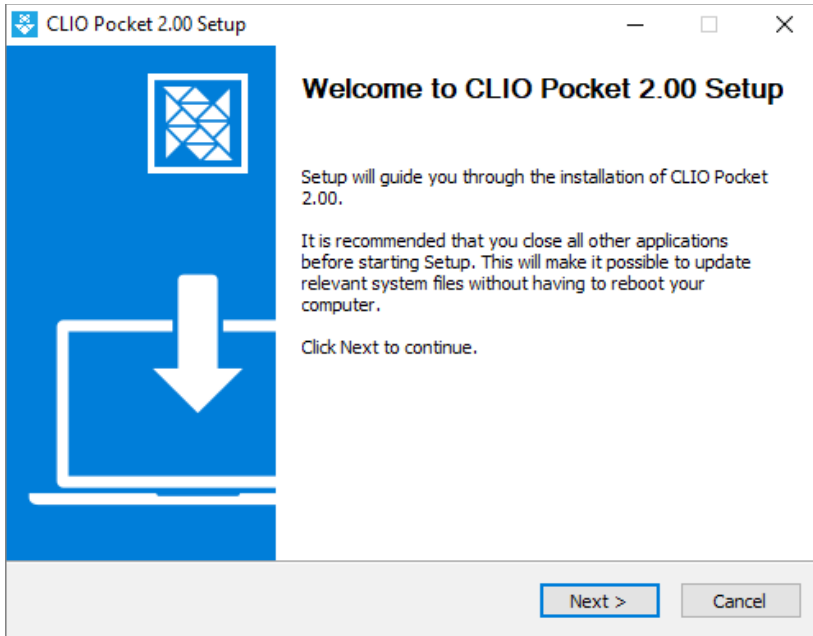 CLIO Pocket 2.00 Setup
Welcome to CLIO Pocket 2.00 Setup
Setup will guide you through the installation of CLIO Pocket
2.00.
It is recommended that you close all other applications
before starting Setup. This will make it possible to update
relevant system files without having to reboot your
computer.
Click Next to continue.
Next >
Cancel